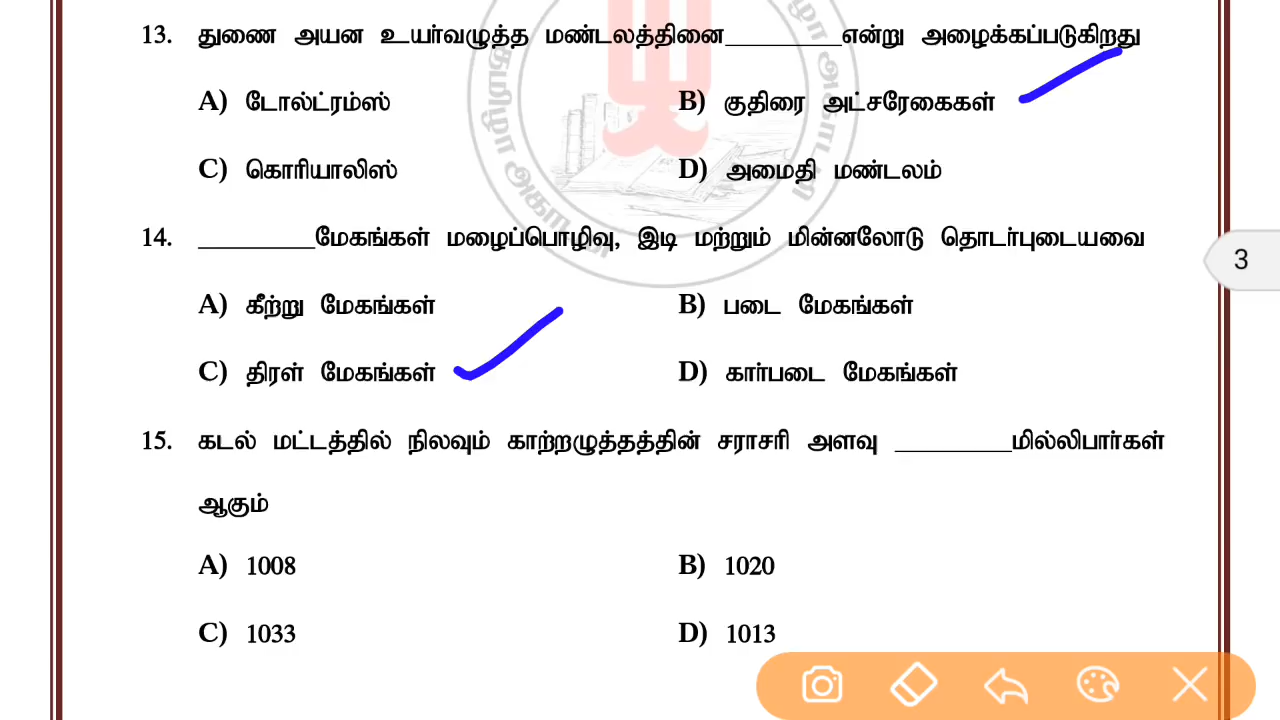 13. துணை அயன உயர்வழுத்த மண்டலத்தினை_________என்று அழைக்கப்படுகிறது
A) டோல்ட்ரம்ஸ் B) குதிரை அட்சரேகைகள்
C) கொரியாலிஸ் D) அமைதி மண்டலம்
14. _________மேகங்கள் மழைப்பொழிவு, இடி மற்றும் மின்னலோடு தொடர்புடையவை
A) கீற்று மேகங்கள் B) படை மேகங்கள்
C) திரள் மேகங்கள் D) கார்படை மேகங்கள்
3
15. கடல் மட்டத்தில் நிலவும் காற்றழுத்தத்தின் சராசரி அளவு _________மில்லிபார்கள்
ஆகும்
A) 1008 B) 1020
C) 1033 D) 1013